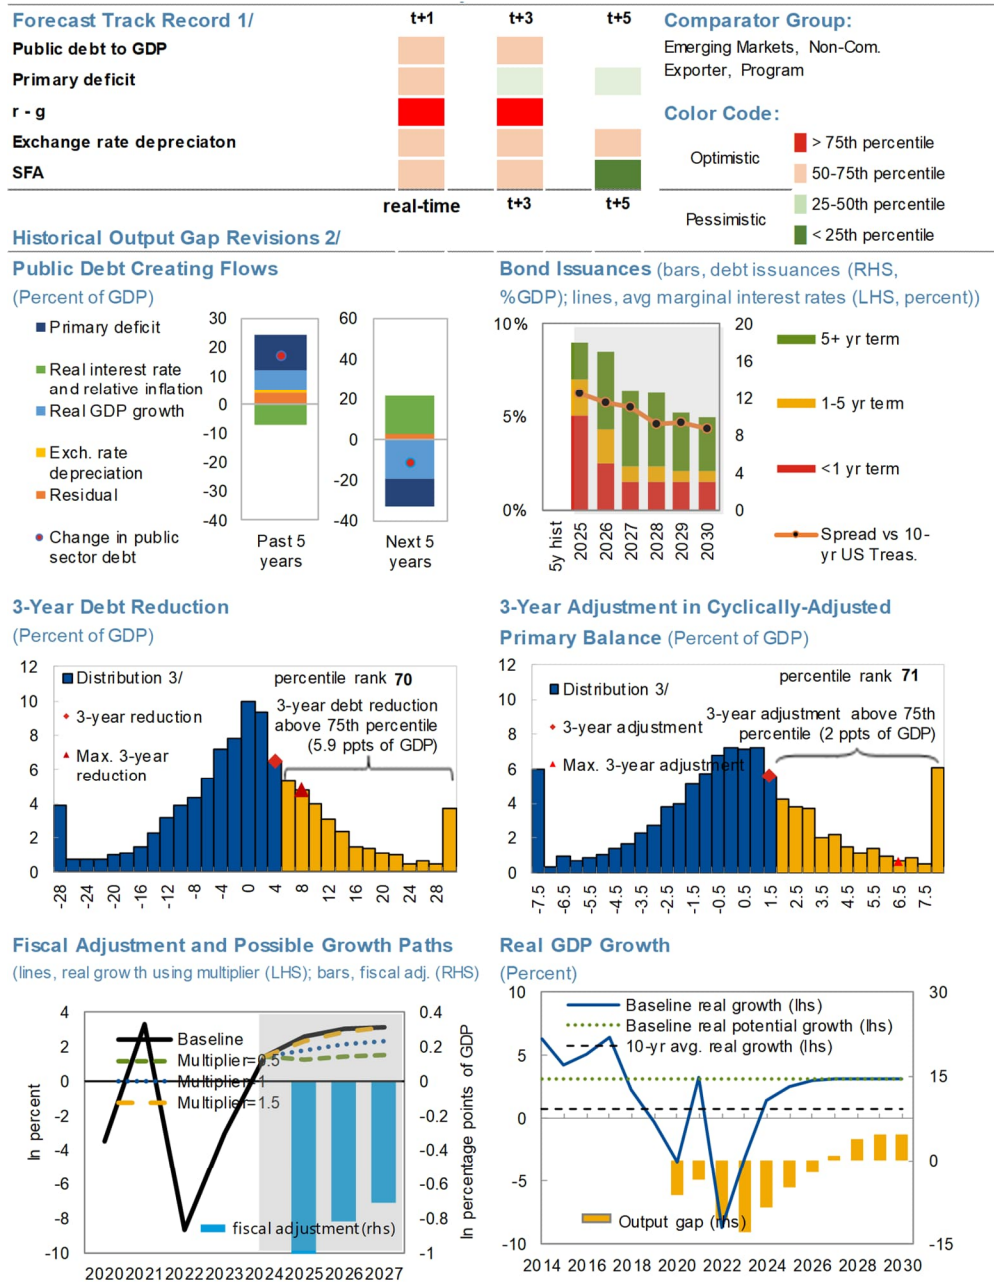 Forecast Track Record 1/
t+1 t+3 t+5
Public debt to GDP
Primary deficit
r - g
Exchange rate depreciaton
SFA
real-time t+3 t+5
Historical Output Gap Revisions 2/
Comparator Group:
Emerging Markets, Non-Com.
Exporter, Program
Color Code:
Optimistic
> 75th percentile
50-75th percentile
Pessimistic
25-50th percentile
< 25th percentile
Public Debt Creating Flows
(Percent of GDP)
Primary deficit
Real interest rate
and relative inflation
Real GDP growth
Exch. rate
depreciation
Residual
Change in public
sector debt
30
20
10
0
-10
-20
-30
-40
Past 5
years
60
40
20
0
-20
-40
Next 5
years
Bond Issuances (bars, debt issuances (RHS,
%GDP); lines, avg marginal interest rates (LHS, percent))
10%
5%
0%
20
16
12
8
4
0
5y hist
2025
2026
2027
2028
2029
2030
5+ yr term
1-5 yr term
<1 yr term
Spread vs 10-
yr US Treas.
3-Year Debt Reduction
(Percent of GDP)
12
10
8
6
4
2
0
Distribution 3/
3-year reduction
Max. 3-year
reduction
percentile rank 70
3-year debt reduction
above 75th percentile
(5.9 ppts of GDP)
-28 -24 -20 -16 -12 -8 -4 0 4 8 12 16 20 24 28
3-Year Adjustment in Cyclically-Adjusted
Primary Balance (Percent of GDP)
12
10
8
6
4
2
0
Distribution 3/
3-year adjustment
Max. 3-year adjustment
percentile rank 71
3-year adjustment above 75th
percentile (2 ppts of GDP)
-7.5 -6.5 -5.5 -4.5 -3.5 -2.5 -1.5 -0.5 0.5 1.5 2.5 3.5 4.5 5.5 6.5 7.5
Fiscal Adjustment and Possible Growth Paths
(lines, real growth using multiplier (LHS); bars, fiscal adj. (RHS)
In percent
4
2
0
-2
-4
-6
-8
-10
Baseline
Multiplier=0.5
Multiplier=1
Multiplier=1.5
fiscal adjustment(rhs)
0.4
0.2
0
-0.2
-0.4
-0.6
-0.8
-1
In percentage points of GDP
2020 2021 2022 2023 2024 2025 2026 2027
Real GDP Growth
(Percent)
10
5
0
-5
-10
Baseline real growth (lhs)
Baseline real potential growth (lhs)
10-yr avg. real growth (lhs)
Output gap (rhs)
30
15
0
-15
2014 2016 2018 2020 2022 2024 2026 2028 2030